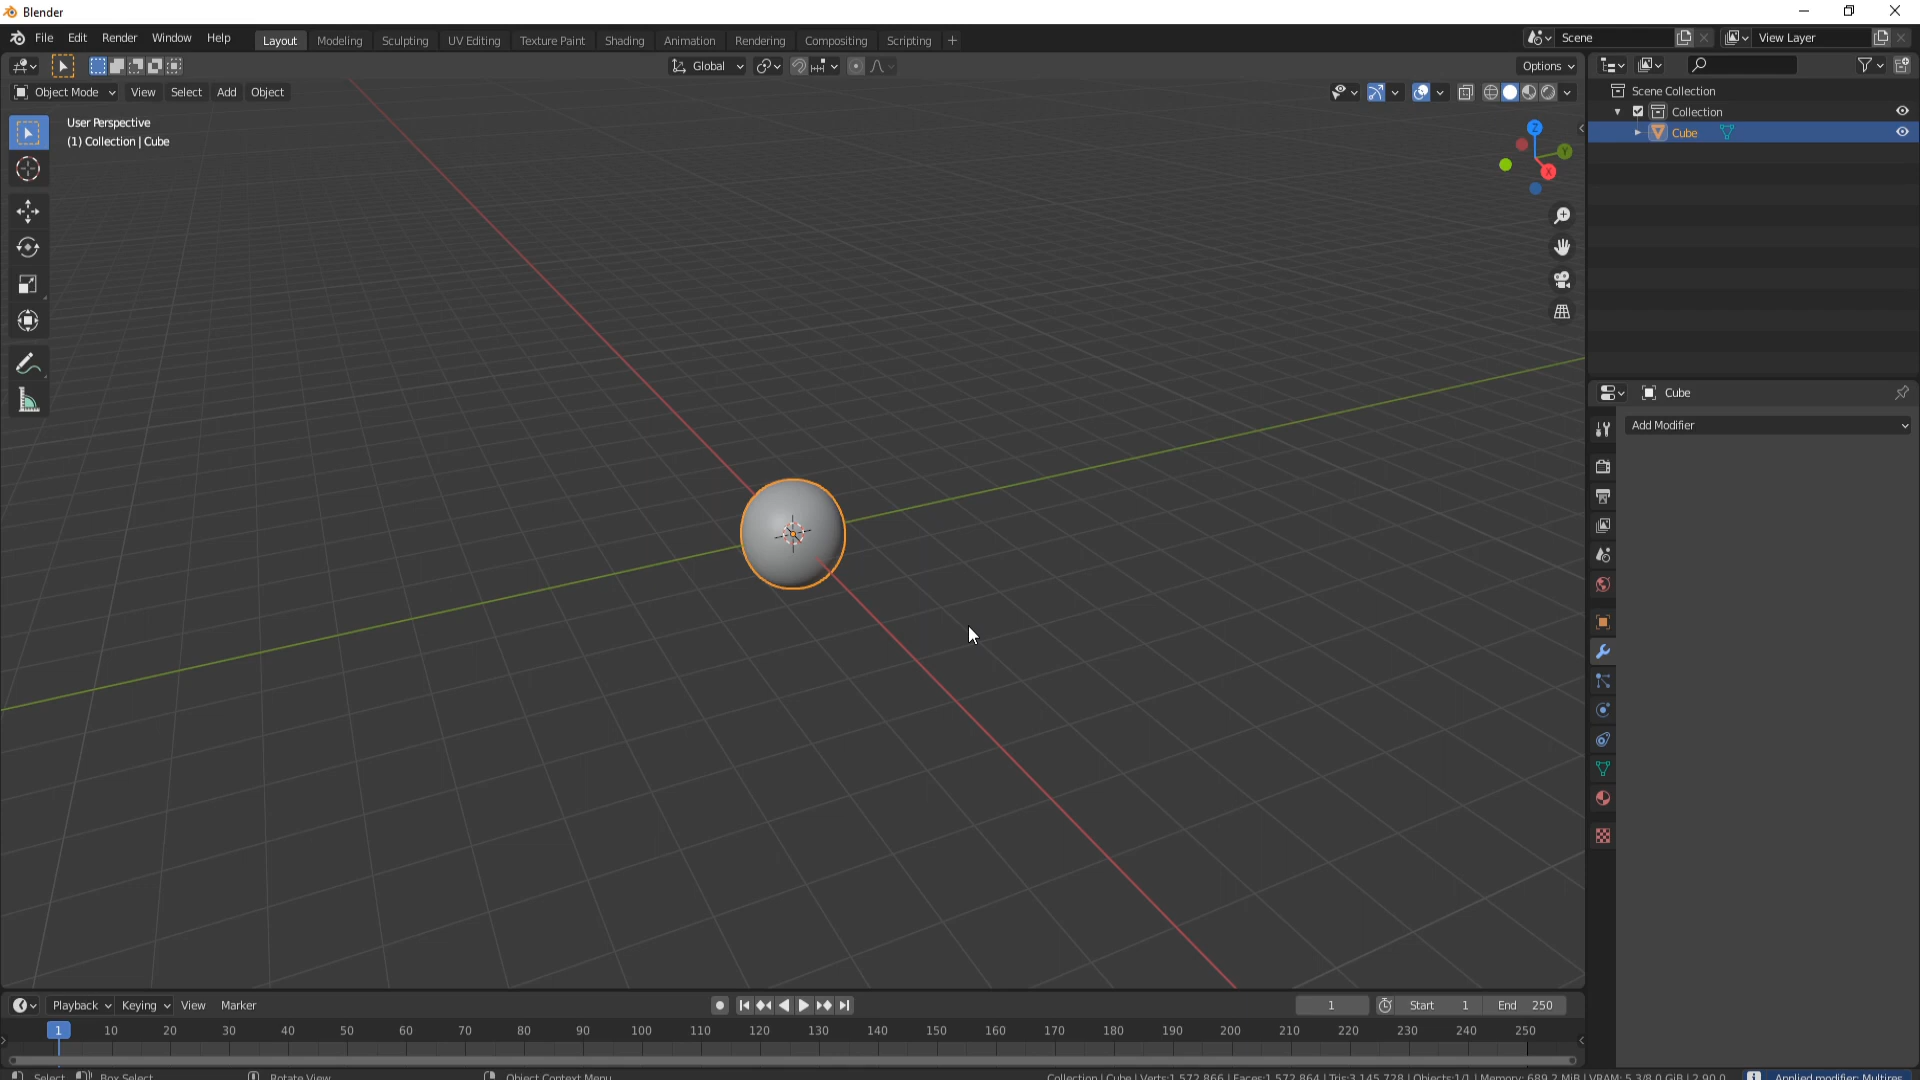 Blender
File Edit Render Window Help Layout Modeling Sculpting UV Editing Texture Paint Shading Animation Rendering Compositing Scripting + Scene View Layer
Global Options
Object Mode View Select Add Object
User Perspective
(1) Collection | Cube
Z
Y
X
Scene Collection
Collection
Cube
Cube
Add Modifier
Playback Keying View Marker 1 Start 1 End 250
1 10 20 30 40 50 60 70 80 90 100 110 120 130 140 150 160 170 180 190 200 210 220 230 240 250
Select Box Select Rotate View Object Context Menu Collection | Cube | Verts:1,572,866 | Faces:1,572,864 | Tris:3,145,728 | Objects:1/1 | Memory: 689.2 MiB | VRAM: 5.3/8.0 GiB | 2.90.0 Applied modifier: Multires